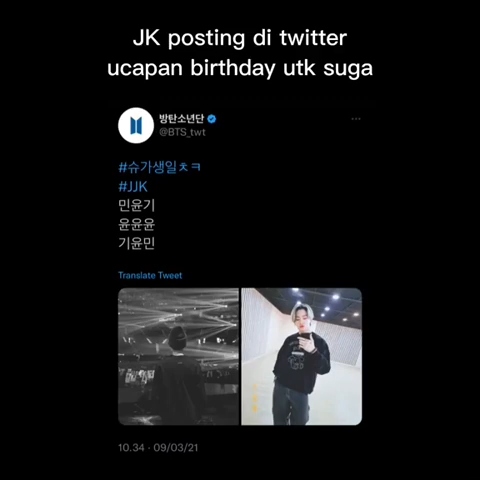 JK posting di twitter
ucapan birthday utk suga
방탄소년단
@BTS_twt
#슈가생일ㅊㅋ
#JJK
민윤기
윤윤윤
기윤민
Translate Tweet
10.34 · 09/03/21